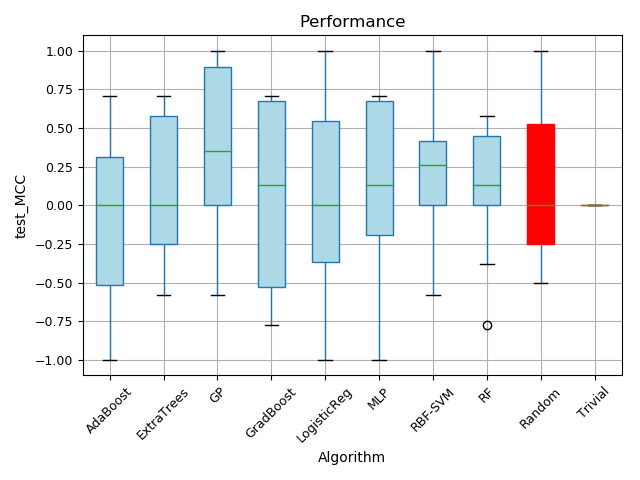 Performance
test_MCC
1.00
0.75
0.50
0.25
0.00
−0.25
−0.50
−0.75
−1.00
AdaBoost
ExtraTrees
GP
GradBoost
LogisticReg
MLP
RBF-SVM
RF
Random
Trivial
Algorithm